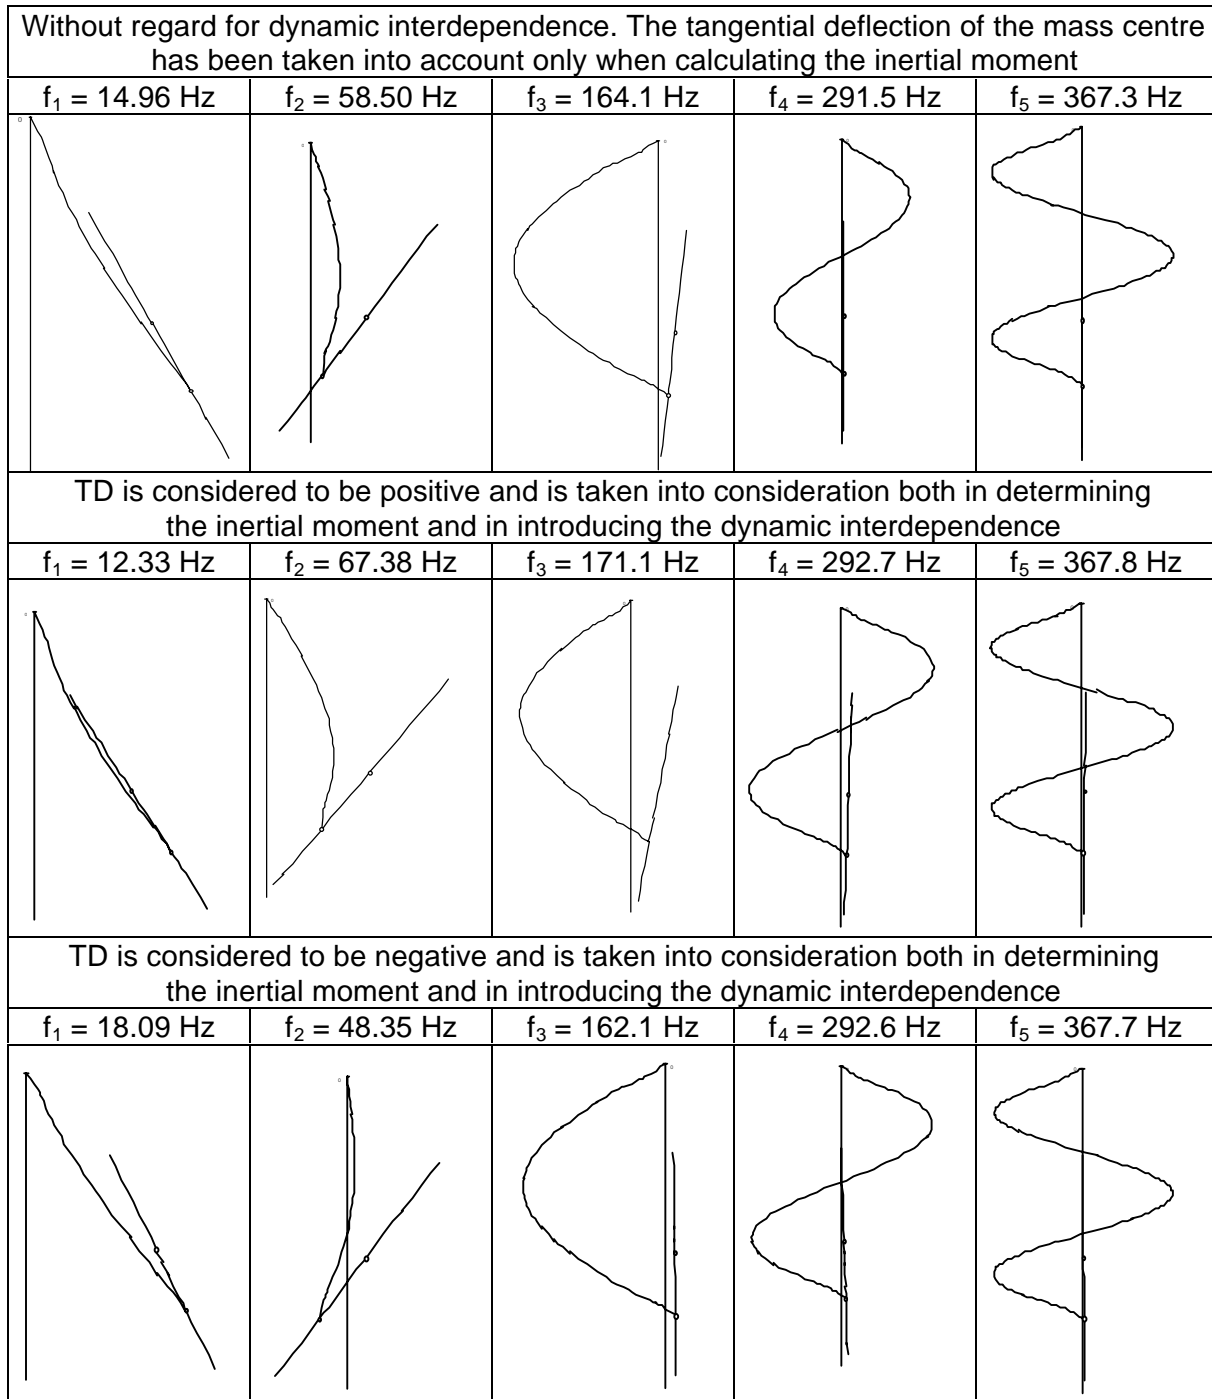 Without regard for dynamic interdependence. The tangential deflection of the mass centre
has been taken into account only when calculating the inertial moment
f₁ = 14.96 Hz f₂ = 58.50 Hz f₃ = 164.1 Hz f₄ = 291.5 Hz f₅ = 367.3 Hz
TD is considered to be positive and is taken into consideration both in determining
the inertial moment and in introducing the dynamic interdependence
f₁ = 12.33 Hz f₂ = 67.38 Hz f₃ = 171.1 Hz f₄ = 292.7 Hz f₅ = 367.8 Hz
TD is considered to be negative and is taken into consideration both in determining
the inertial moment and in introducing the dynamic interdependence
f₁ = 18.09 Hz f₂ = 48.35 Hz f₃ = 162.1 Hz f₄ = 292.6 Hz f₅ = 367.7 Hz